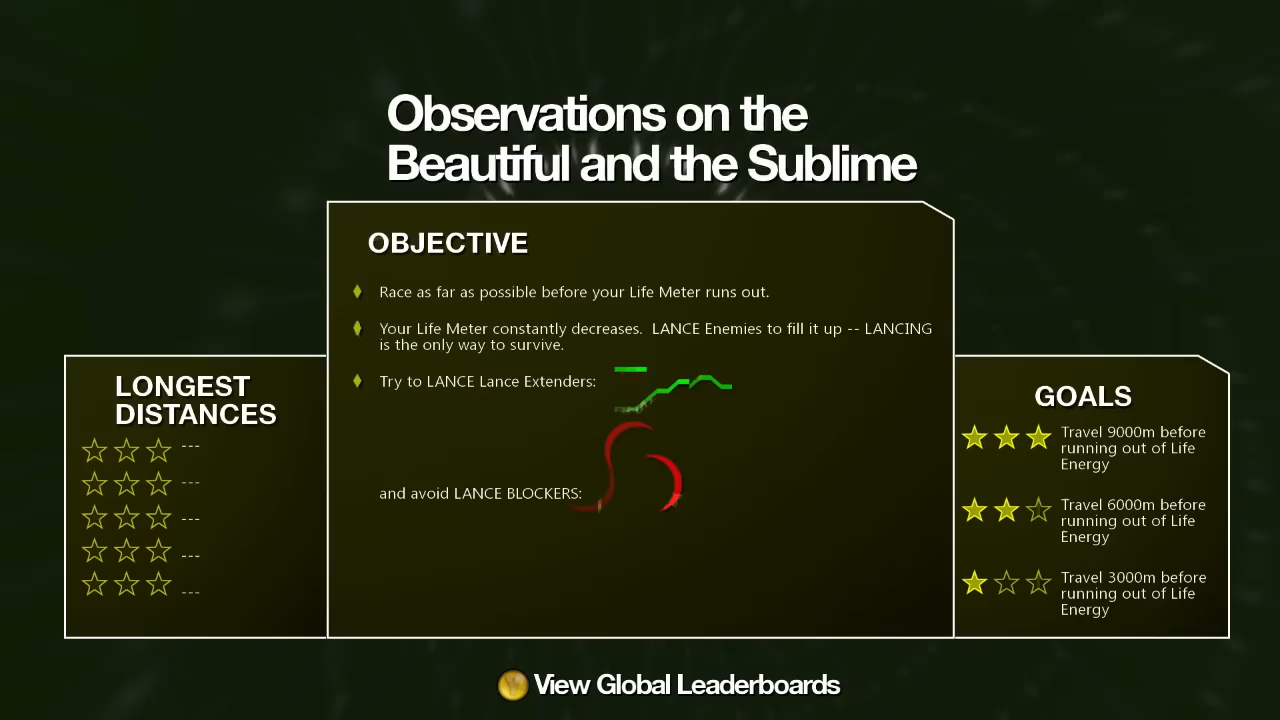 Observations on the
Beautiful and the Sublime
OBJECTIVE
Race as far as possible before your Life Meter runs out.
Your Life Meter constantly decreases.  LANCE Enemies to fill it up -- LANCING
is the only way to survive.
Try to LANCE Lance Extenders:
and avoid LANCE BLOCKERS:
LONGEST
DISTANCES
---
---
---
---
---
GOALS
Travel 9000m before
running out of Life
Energy
Travel 6000m before
running out of Life
Energy
Travel 3000m before
running out of Life
Energy
Y View Global Leaderboards